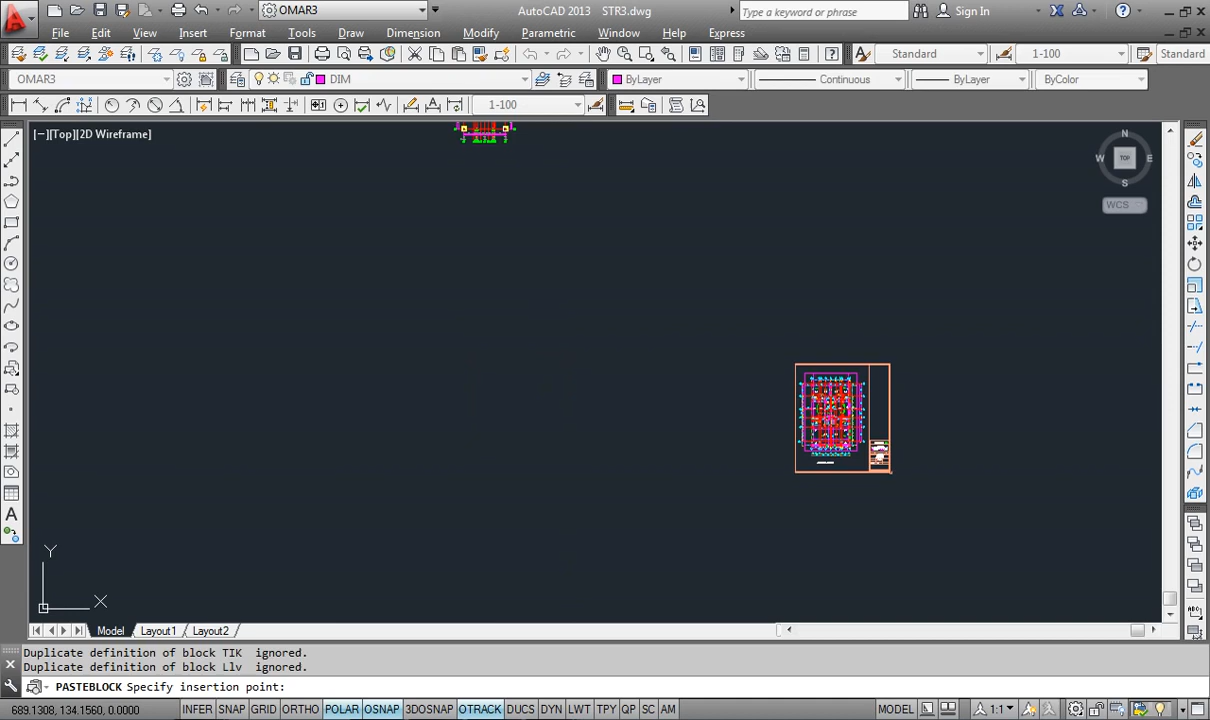 OMAR3 AutoCAD 2013 STR3.dwg Type a keyword or phrase Sign In
File Edit View Insert Format Tools Draw Dimension Modify Parametric Window Help Express
Standard 1-100 Standard
OMAR3 DIM ByLayer Continuous ByLayer ByColor
1-100
[−][Top][2D Wireframe]
N
W TOP E
S
WCS
Y
X
Model Layout1 Layout2
Duplicate definition of block TIK ignored.
Duplicate definition of block Llv ignored.
PASTEBLOCK Specify insertion point:
689.1308, 134.1560, 0.0000 INFER SNAP GRID ORTHO POLAR OSNAP 3DOSNAP OTRACK DUCS DYN LWT TPY QP SC AM MODEL 1:1